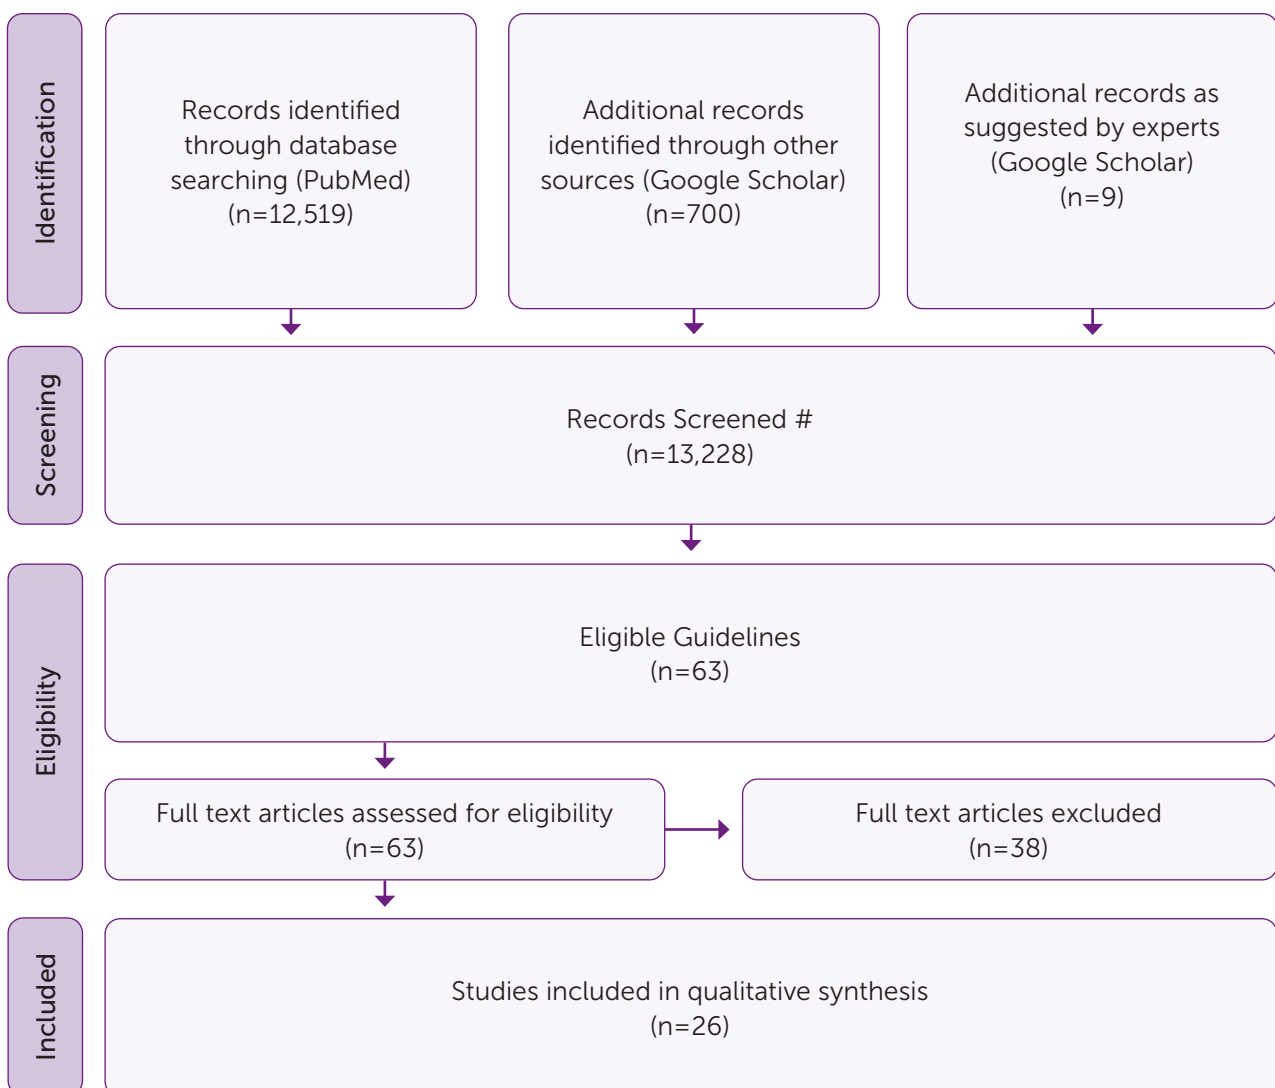 Identification
Records identified
through database
searching (PubMed)
(n=12,519)
Additional records
identified through other
sources (Google Scholar)
(n=700)
Additional records as
suggested by experts
(Google Scholar)
(n=9)
Screening
Records Screened #
(n=13,228)
Eligibility
Eligible Guidelines
(n=63)
Full text articles assessed for eligibility
(n=63)
Full text articles excluded
(n=38)
Included
Studies included in qualitative synthesis
(n=26)